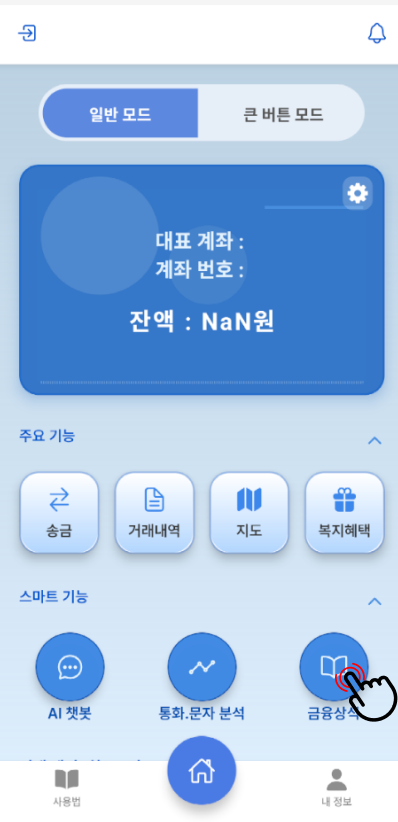 일반 모드
큰 버튼 모드
대표 계좌 :
계좌 번호 :
잔액 : NaN원
주요 기능
송금
거래내역
지도
복지혜택
스마트 기능
AI 챗봇
통화.문자 분석
금융상식
사용법
내 정보